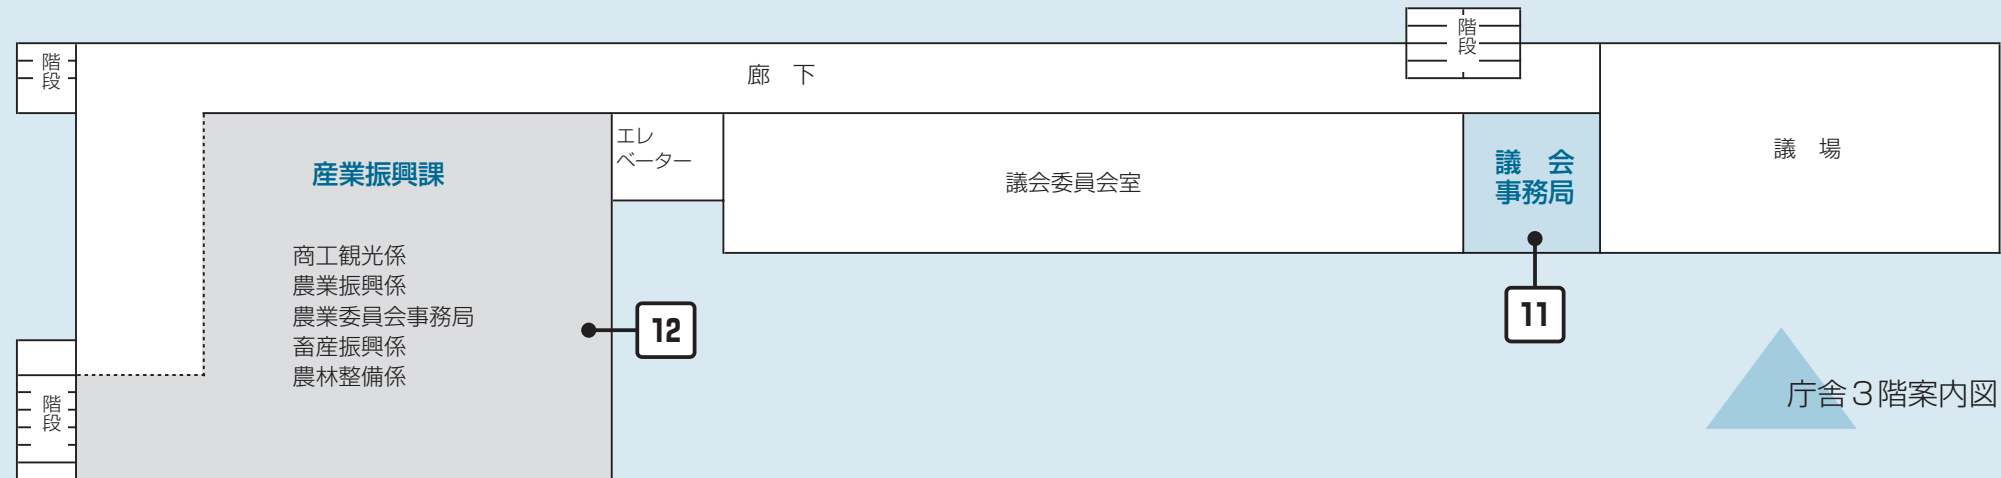 階段
廊　下
階段
産業振興課
商工観光係
農業振興係
農業委員会事務局
畜産振興係
農林整備係
エレ
ベーター
議会委員会室
議　会
事務局
議　場
12
11
階段
庁舎３階案内図